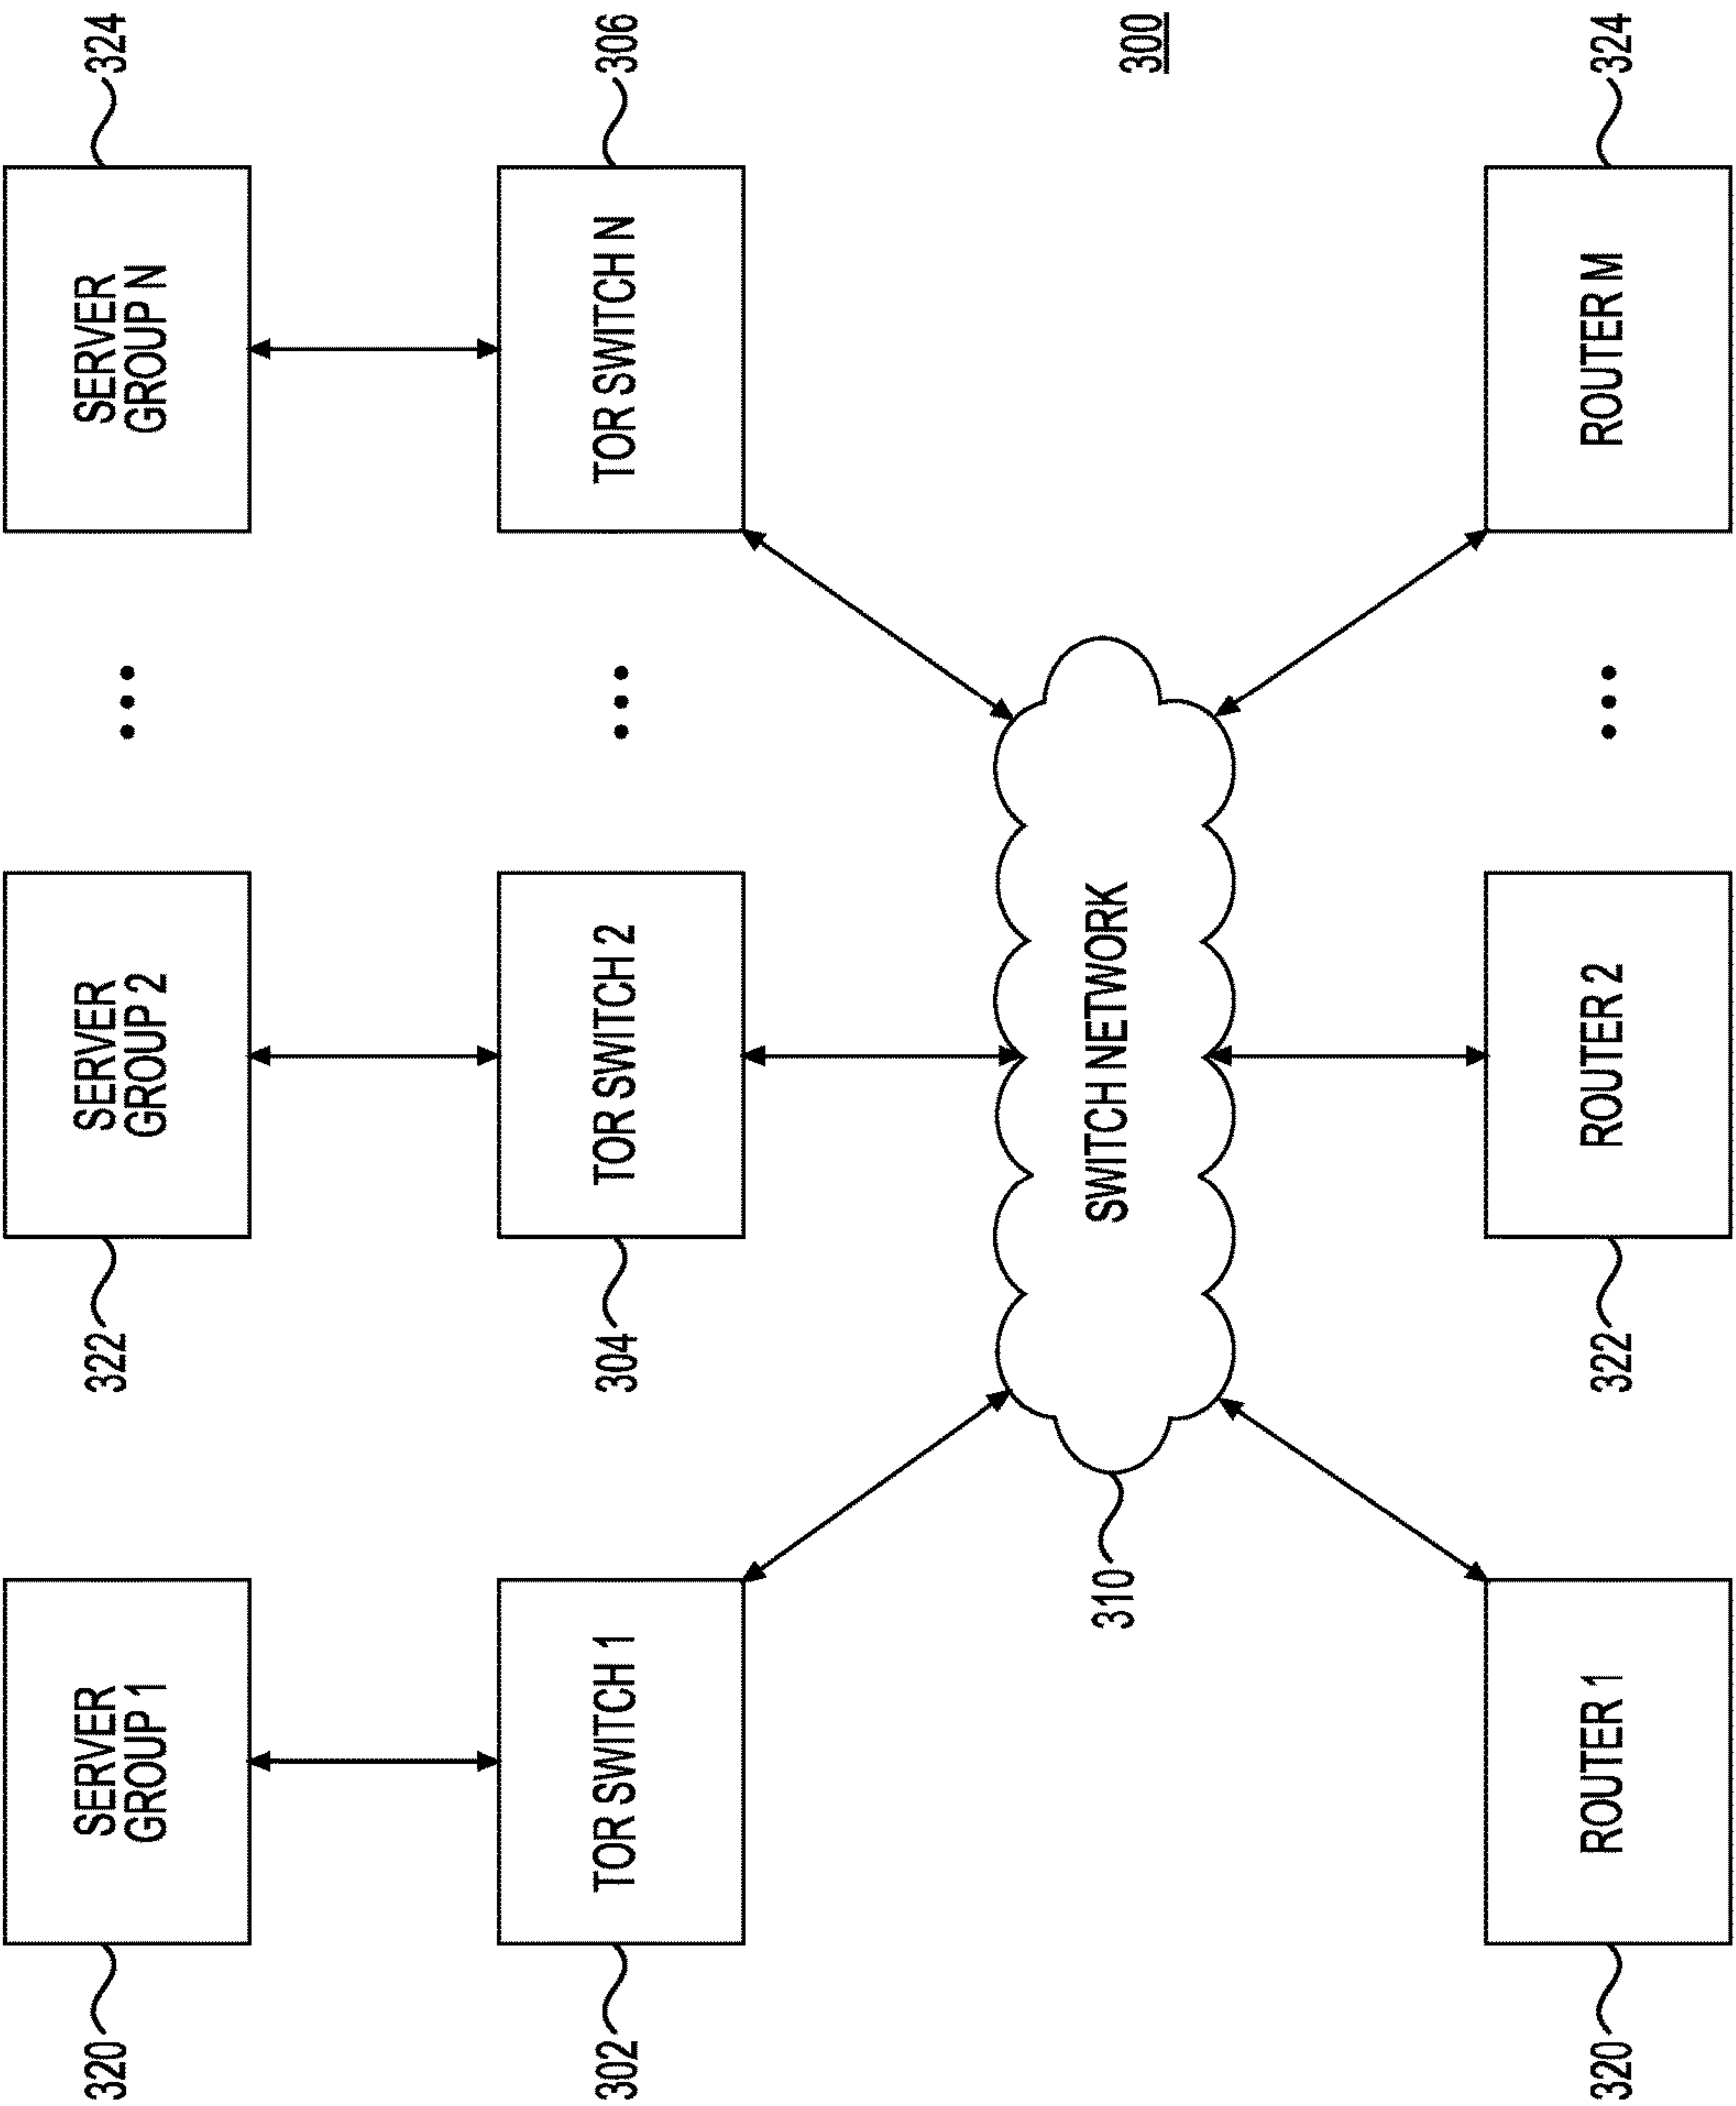 300
324
SERVER
GROUP N
322
SERVER
GROUP 2
320
SERVER
GROUP 1
306
TOR SWITCH N
304
TOR SWITCH 2
302
TOR SWITCH 1
310
SWITCH NETWORK
324
ROUTER M
322
ROUTER 2
320
ROUTER 1